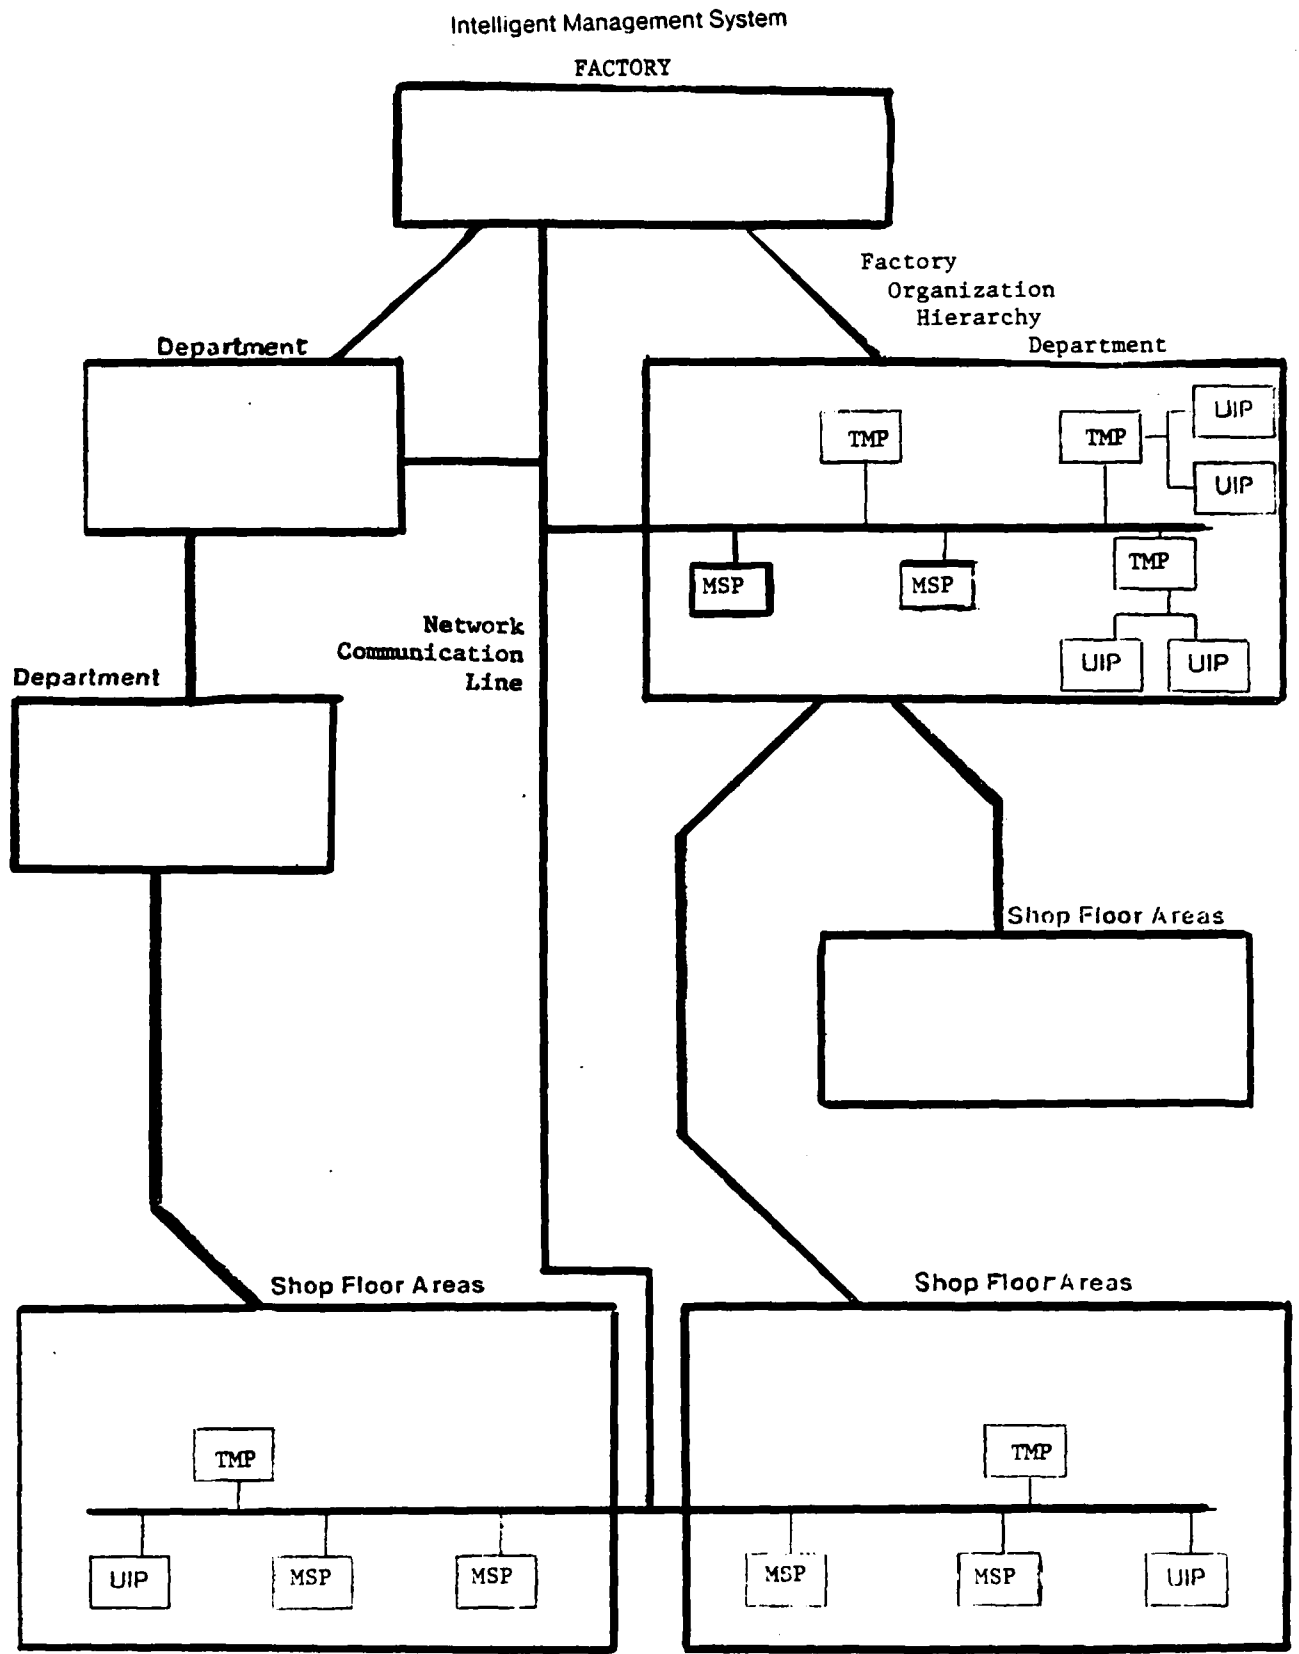 Intelligent Management System
FACTORY
Factory
Organization
Hierarchy
Department
Department
UIP
TMP
TMP
UIP
TMP
MSP
MSP
UIP
UIP
Network
Communication
Line
Department
Shop Floor Areas
Shop Floor Areas
Shop Floor Areas
TMP
TMP
UIP
MSP
MSP
MSP
MSP
UIP